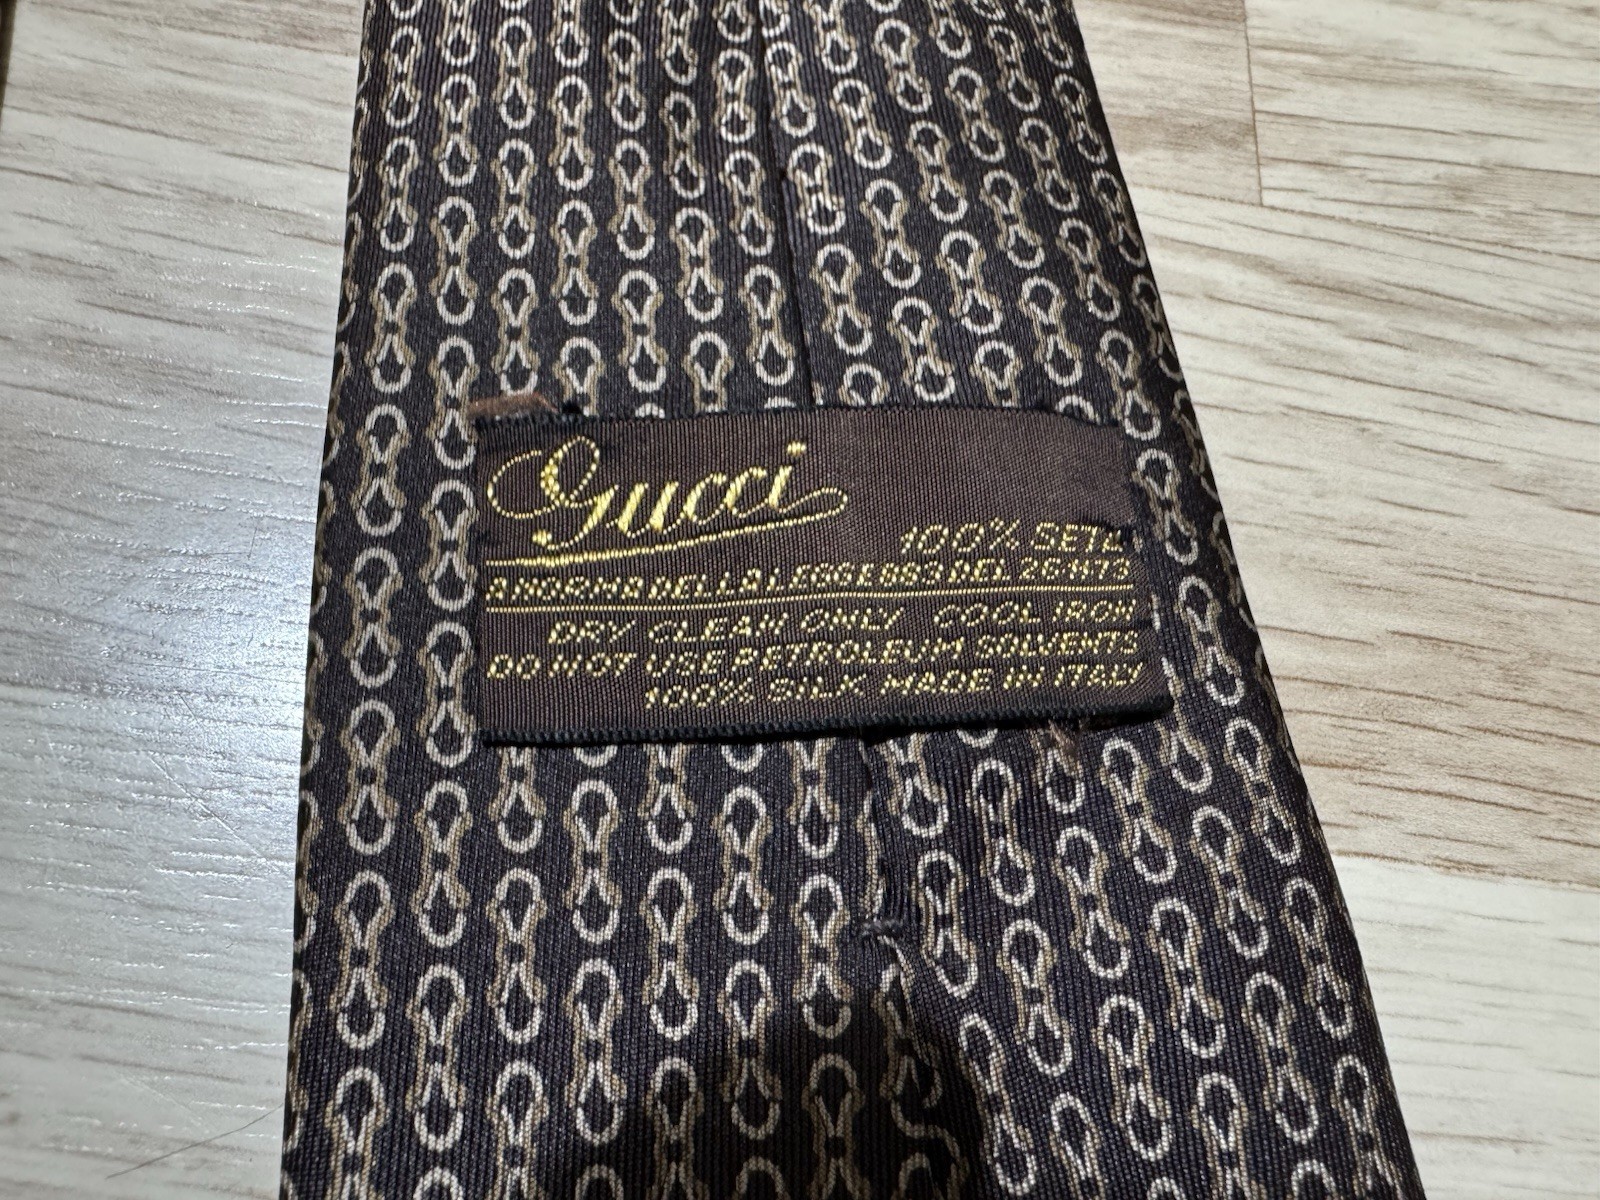 Gucci
100% SETA
A NORMA DELLA LEGGE 883 DEL 26.11.73
DRY CLEAN ONLY COOL IRON
DO NOT USE PETROLEUM SOLVENTS
100% SILK MADE IN ITALY